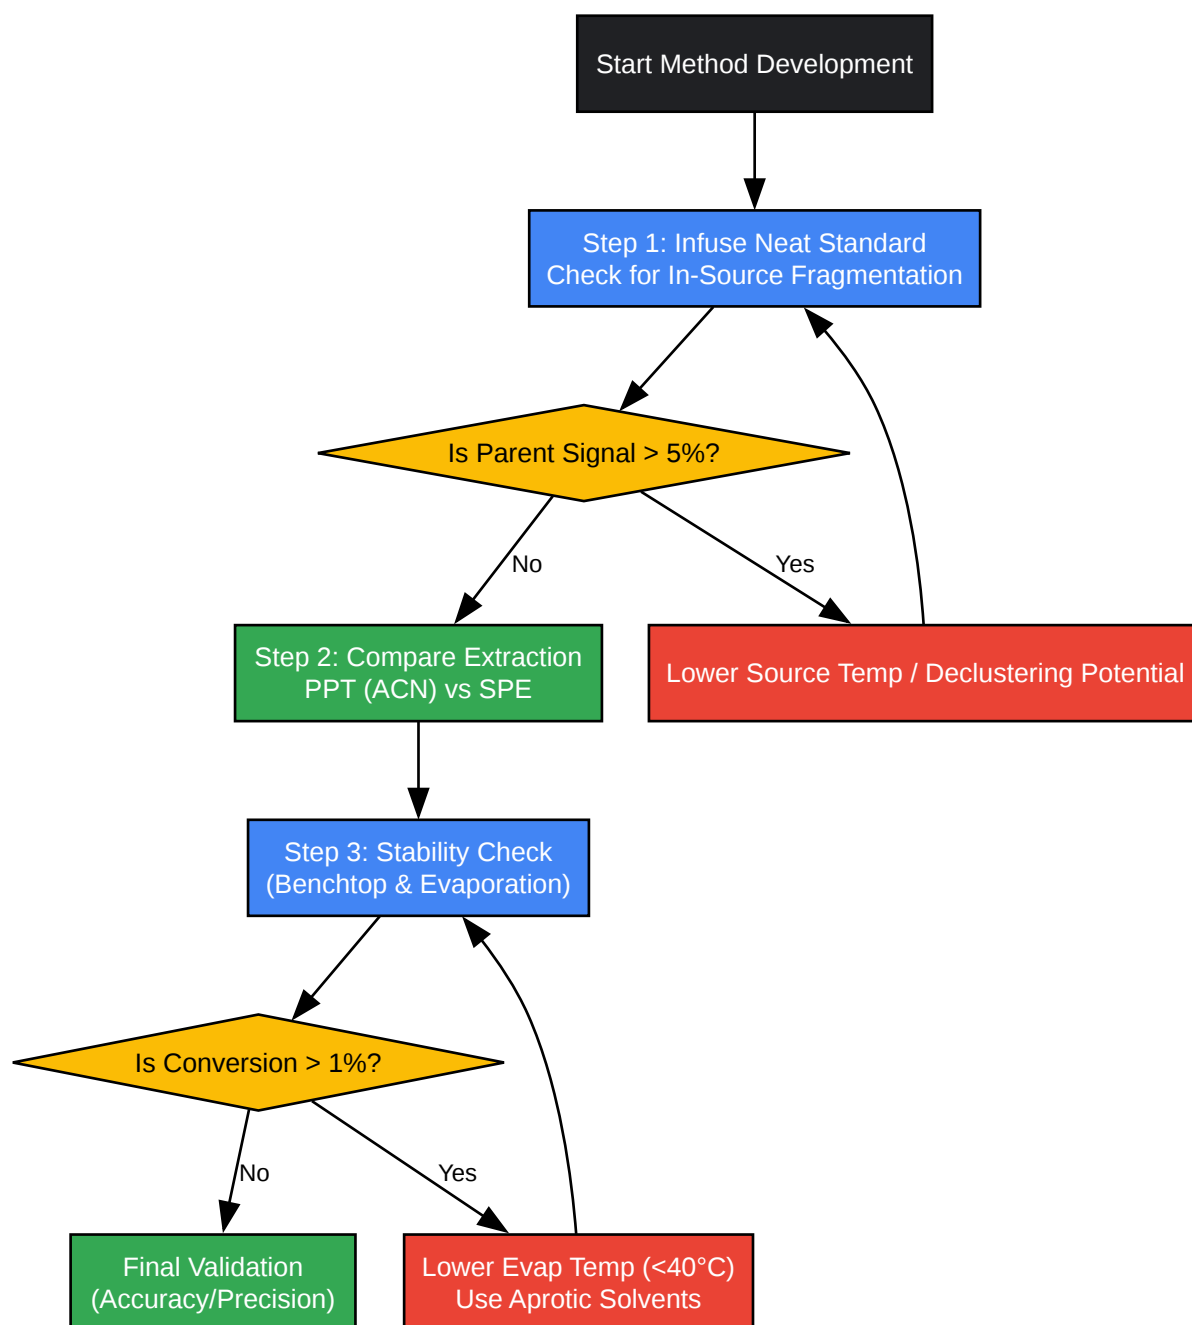 Start Method Development
Step 1: Infuse Neat Standard
Check for In-Source Fragmentation
Is Parent Signal > 5%?
No
Yes
Step 2: Compare Extraction
PPT (ACN) vs SPE
Lower Source Temp / Declustering Potential
Step 3: Stability Check
(Benchtop & Evaporation)
Is Conversion > 1%?
No
Yes
Final Validation
(Accuracy/Precision)
Lower Evap Temp (<40°C)
Use Aprotic Solvents